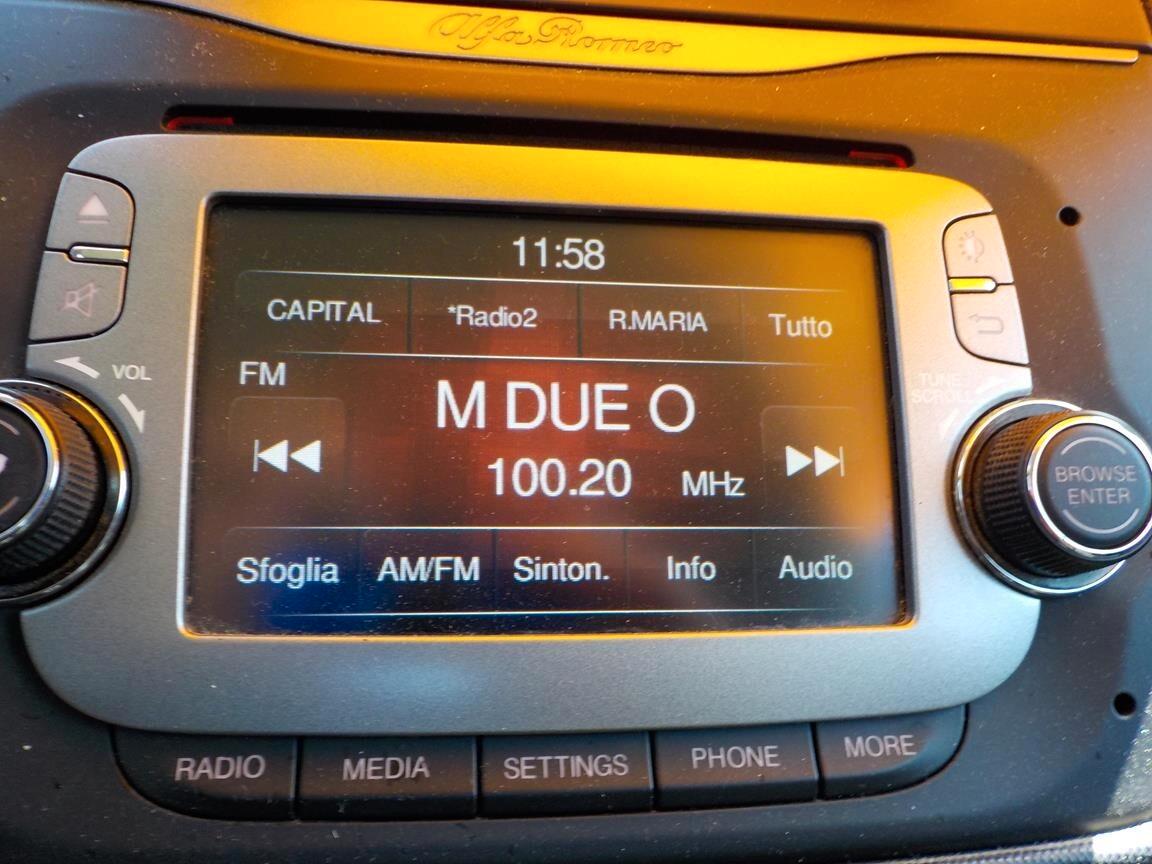 Alfa Romeo
11:58
CAPITAL *Radio2 R.MARIA Tutto
FM
M DUE O
100.20 MHz
VOL
TUNE
SCROLL
BROWSE
ENTER
Sfoglia AM/FM Sinton. Info Audio
RADIO MEDIA SETTINGS PHONE MORE